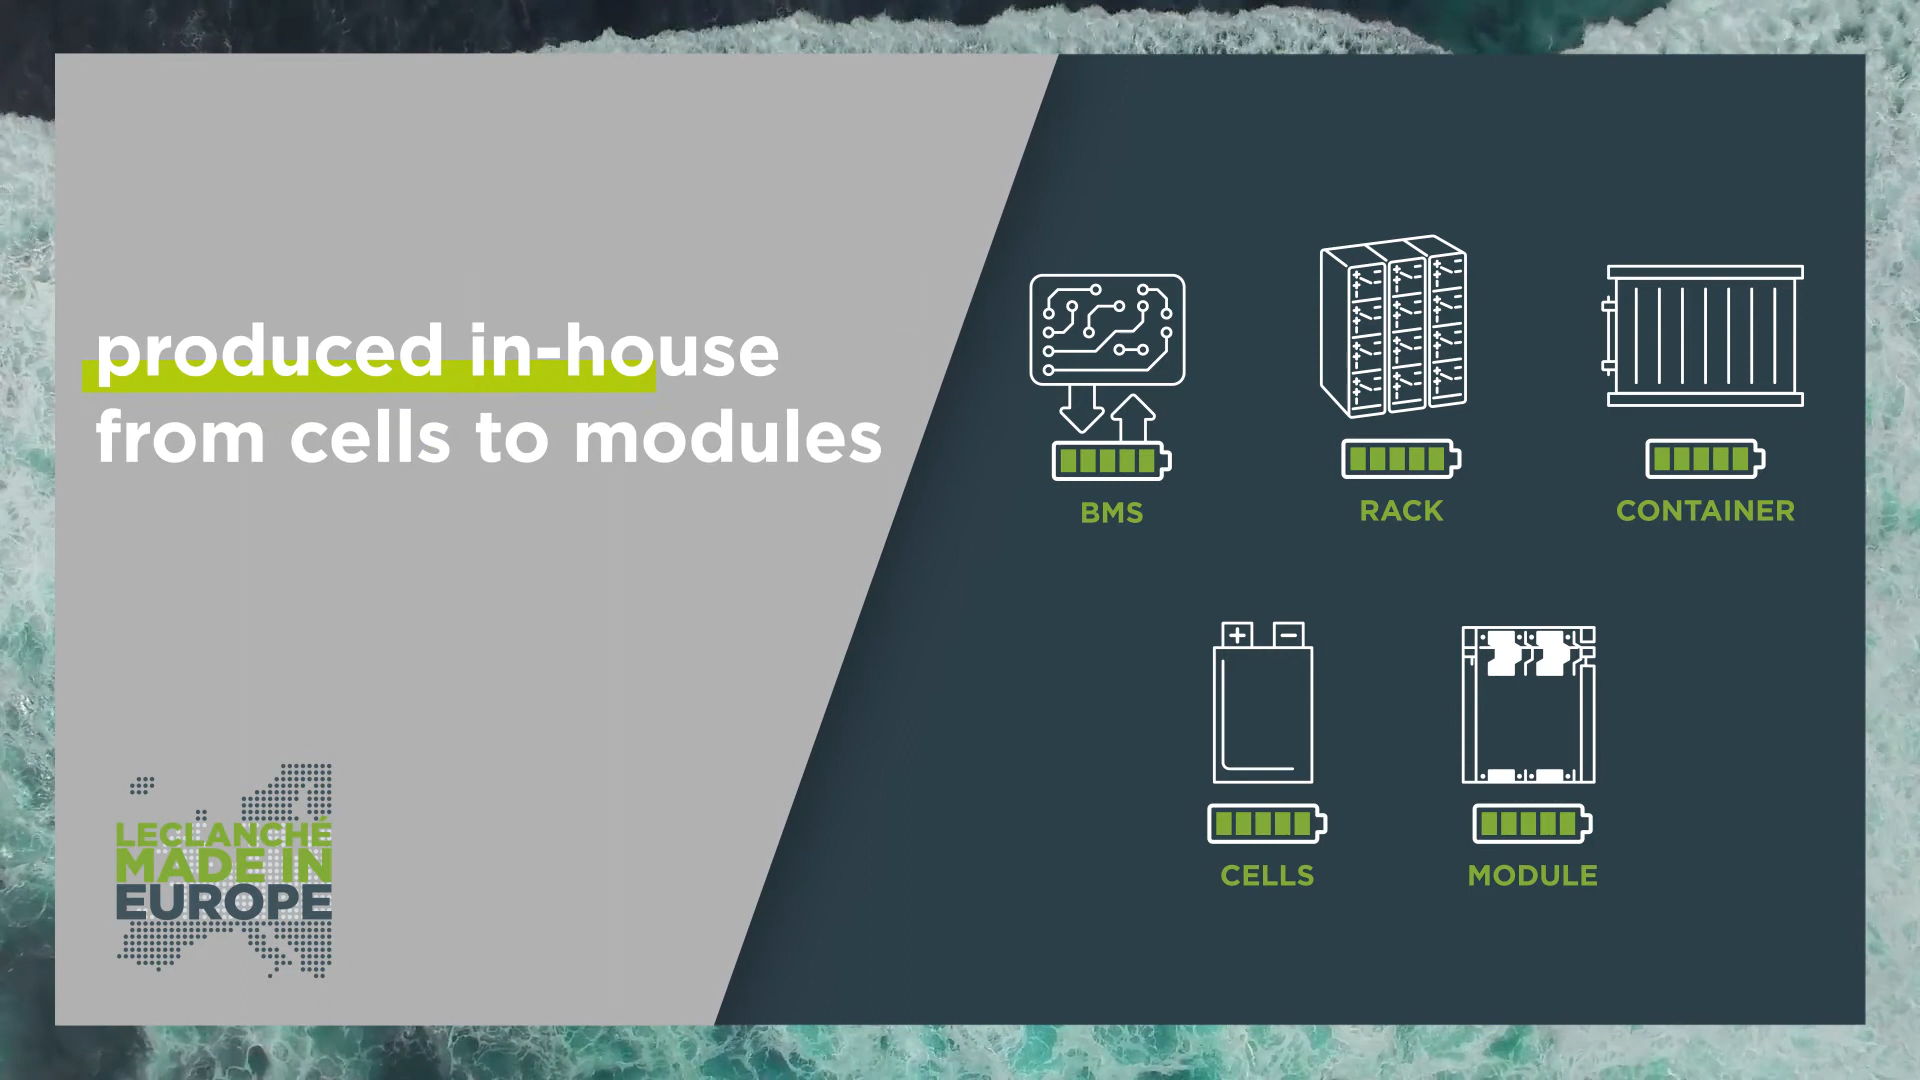 produced in-house
from cells to modules
BMS
RACK
CONTAINER
CELLS
MODULE
LECLANCHÉ
MADE IN
EUROPE